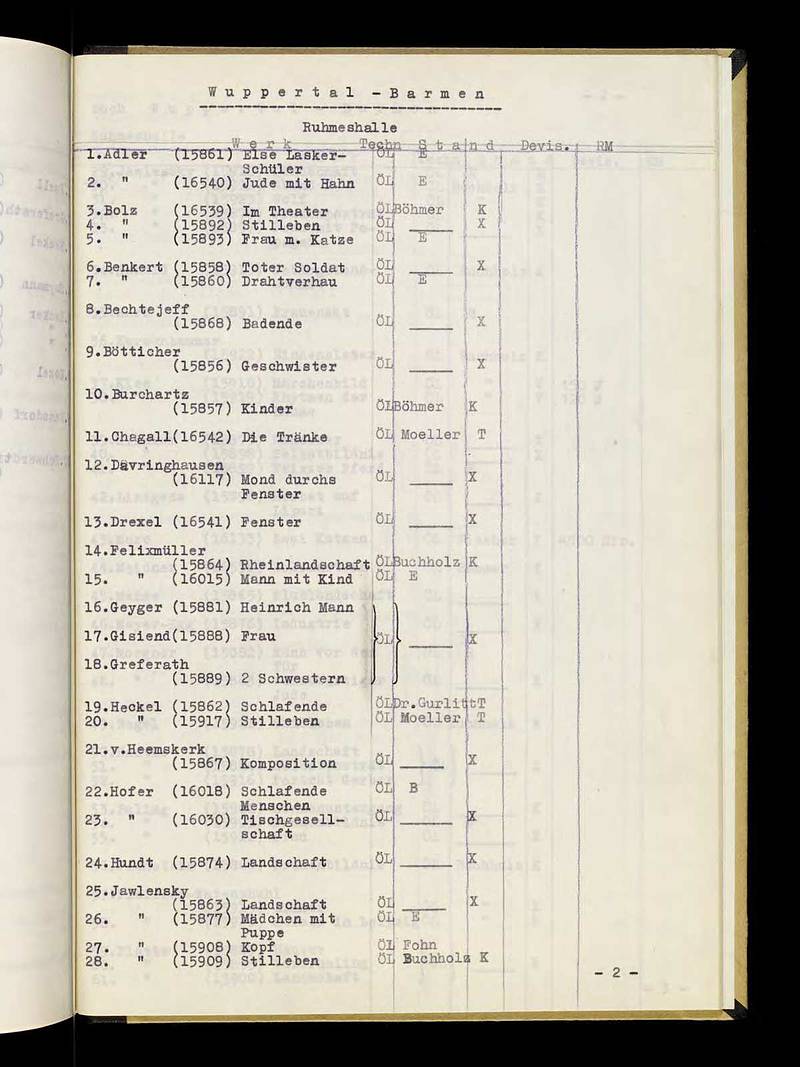 Wuppertal -Barmen
Ruhmeshalle
Werk Techn Stand Devis. RM
1.Adler (15861) Else Lasker- ÖL E
Schüler
2. " (16540) Jude mit Hahn ÖL E
3.Bolz (16539) Im Theater ÖL Böhmer K
4. " (15892) Stilleben ÖL _____ X
5. " (15893) Frau m. Katze ÖL E
6.Benkert (15858) Toter Soldat ÖL _____ X
7. " (15860) Drahtverhau ÖL E
8.Bechtejeff
(15868) Badende ÖL _____ X
9.Bötticher
(15856) Geschwister ÖL _____ X
10.Burchartz
(15857) Kinder ÖL Böhmer K
11.Chagall(16542) Die Tränke ÖL Moeller T
12.Davringhausen
(16117) Mond durchs ÖL _____ X
Fenster
13.Drexel (16541) Fenster ÖL _____ X
14.Felixmüller
(15864) Rheinlandschaft ÖL Buchholz K
15. " (16015) Mann mit Kind ÖL E
16.Geyger (15881) Heinrich Mann
17.Gisiend(15888) Frau ÖL _____ X
18.Greferath
(15889) 2 Schwestern
19.Heckel (15862) Schlafende ÖL Dr.Gurlitt T
20. " (15917) Stilleben ÖL Moeller T
21.v.Heemskerk
(15867) Komposition ÖL _____ X
22.Hofer (16018) Schlafende ÖL B
Menschen
23. " (16030) Tischgesell- ÖL _____ X
schaft
24.Hundt (15874) Landschaft ÖL _____ X
25.Jawlensky
(15863) Landschaft ÖL _____ X
26. " (15877) Mädchen mit ÖL E
Puppe
27. " (15908) Kopf ÖL Fohn
28. " (15909) Stilleben ÖL Buchholz K
- 2 -